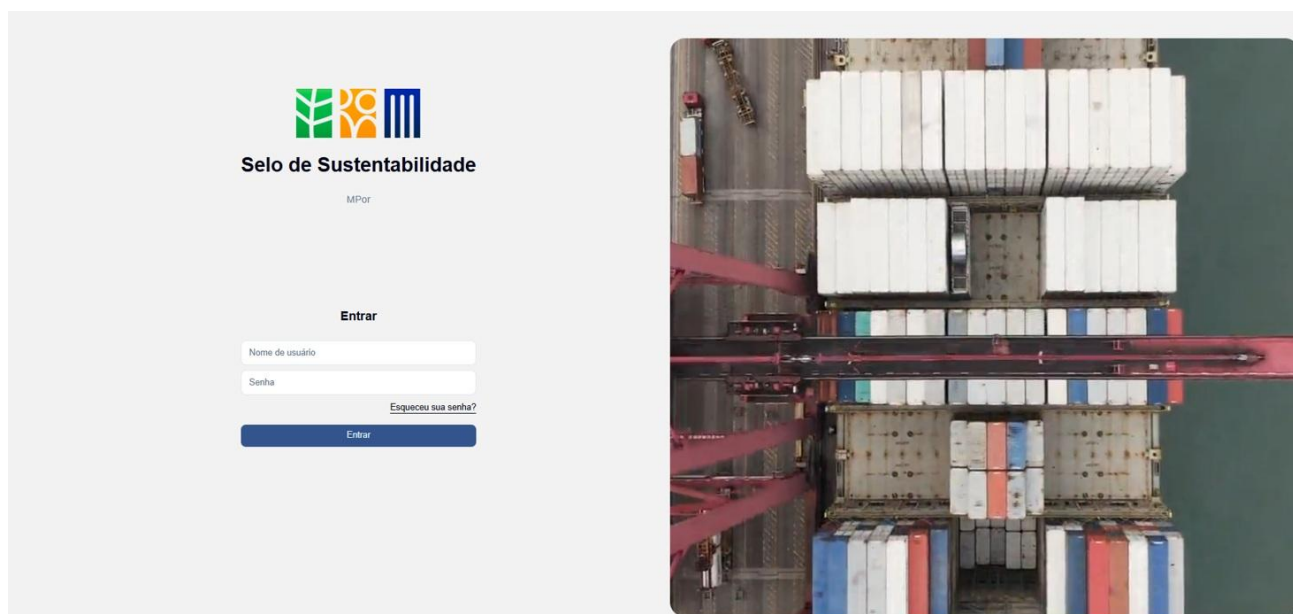 Selo de Sustentabilidade
MPor
Entrar
Nome de usuário
Senha
Esqueceu sua senha?
Entrar